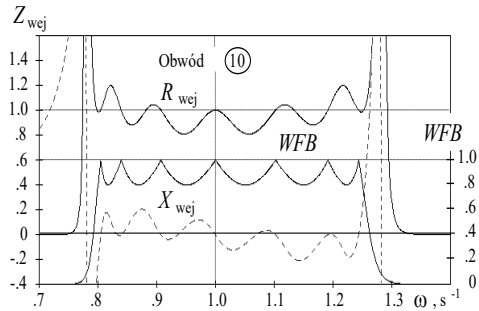 Z wej
1.4 Obwód 10
1.2 R wej
1.0
.8 WFB WFB
.6 1.0
.4 X wej .8
.2 .6
0 .4
-.2 .2
-.4 0
.7 .8 .9 1.0 1.1 1.2 1.3 ω , s -1